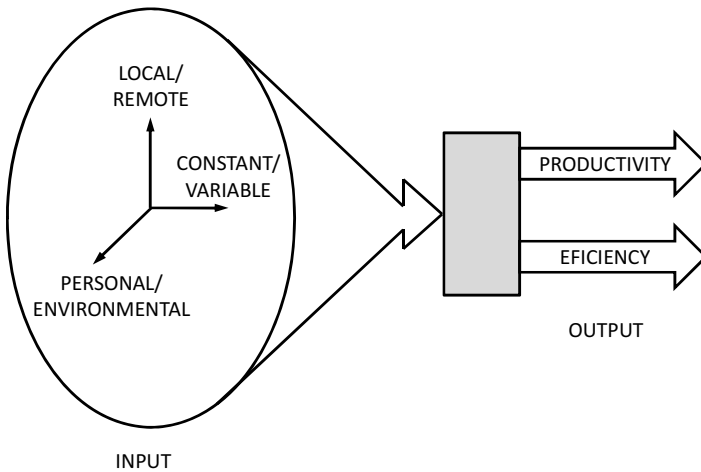 LOCAL/
REMOTE
CONSTANT/
VARIABLE
PERSONAL/
ENVIRONMENTAL
INPUT
PRODUCTIVITY
EFICIENCY
OUTPUT